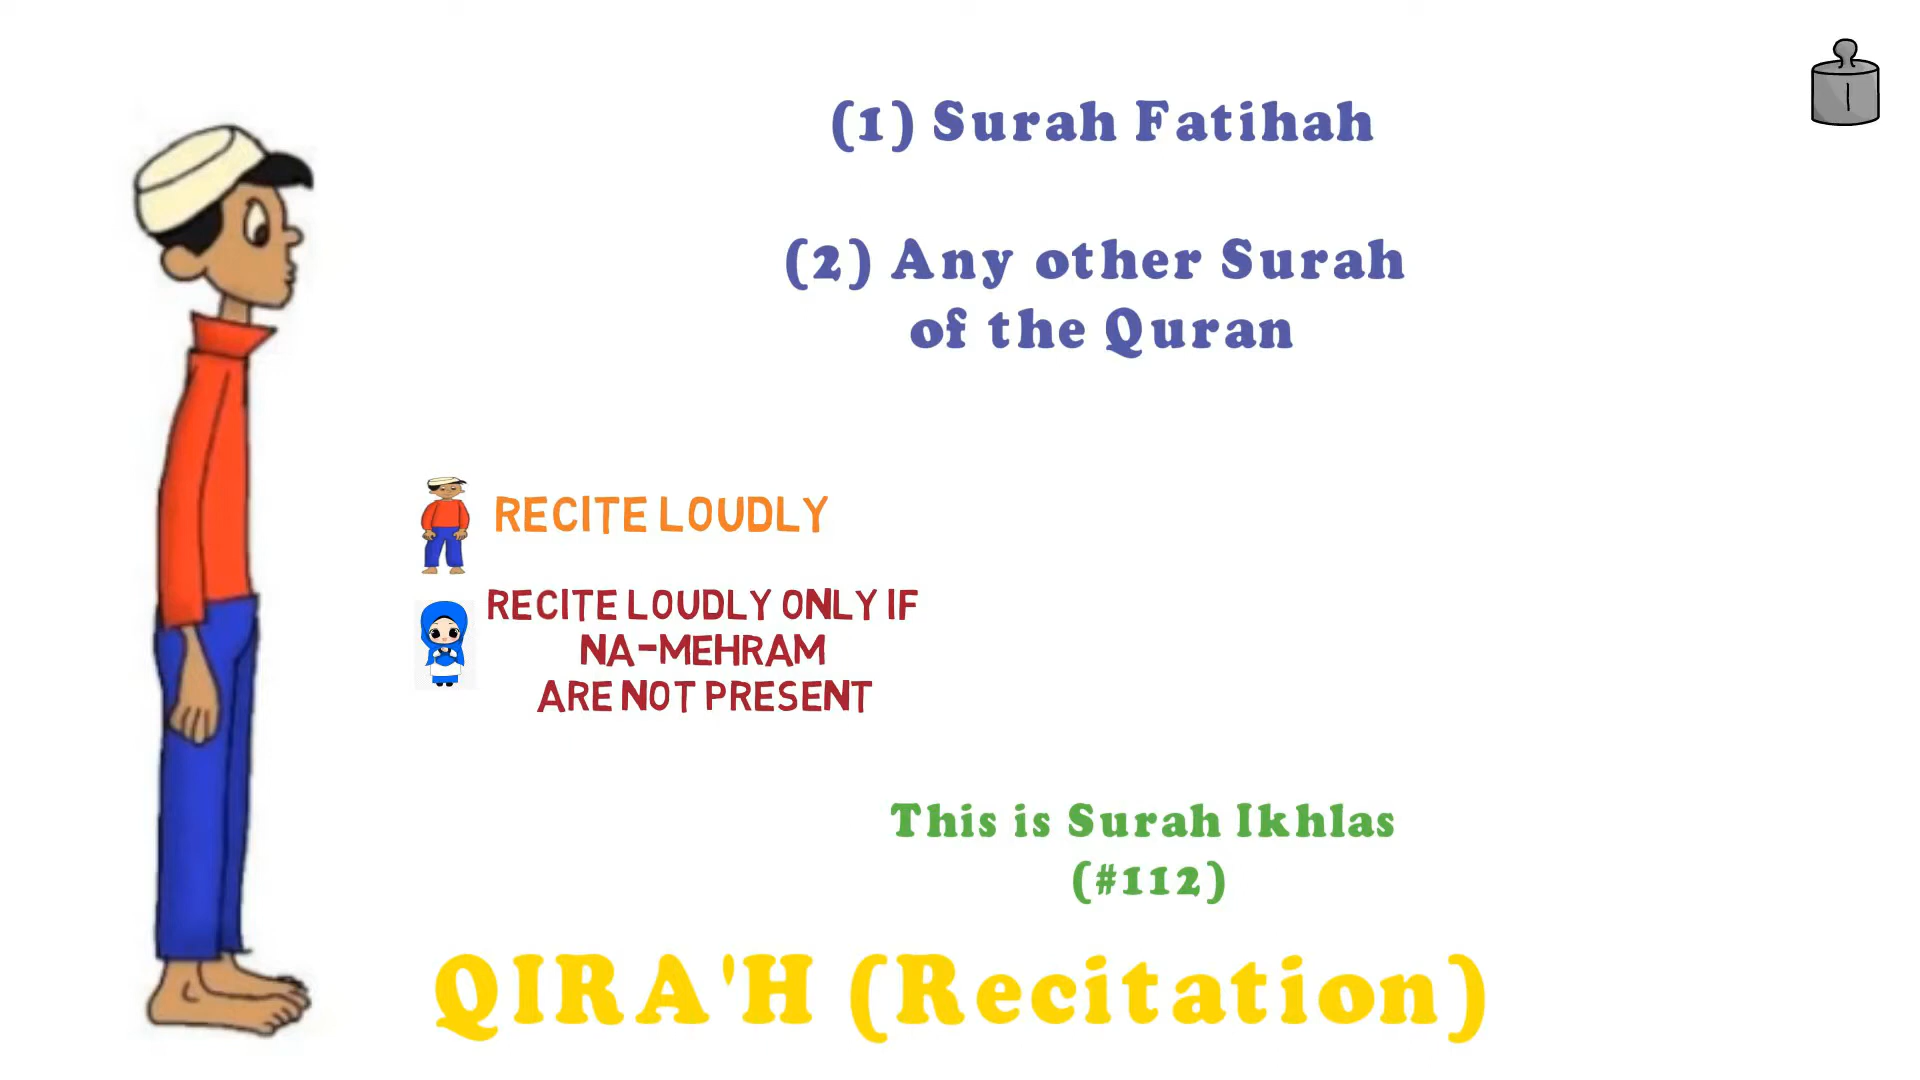 (1) Surah Fatihah
(2) Any other Surah
of the Quran
RECITE LOUDLY
RECITE LOUDLY ONLY IF
NA-MEHRAM
ARE NOT PRESENT
This is Surah Ikhlas
(#112)
QIRA'H (Recitation)